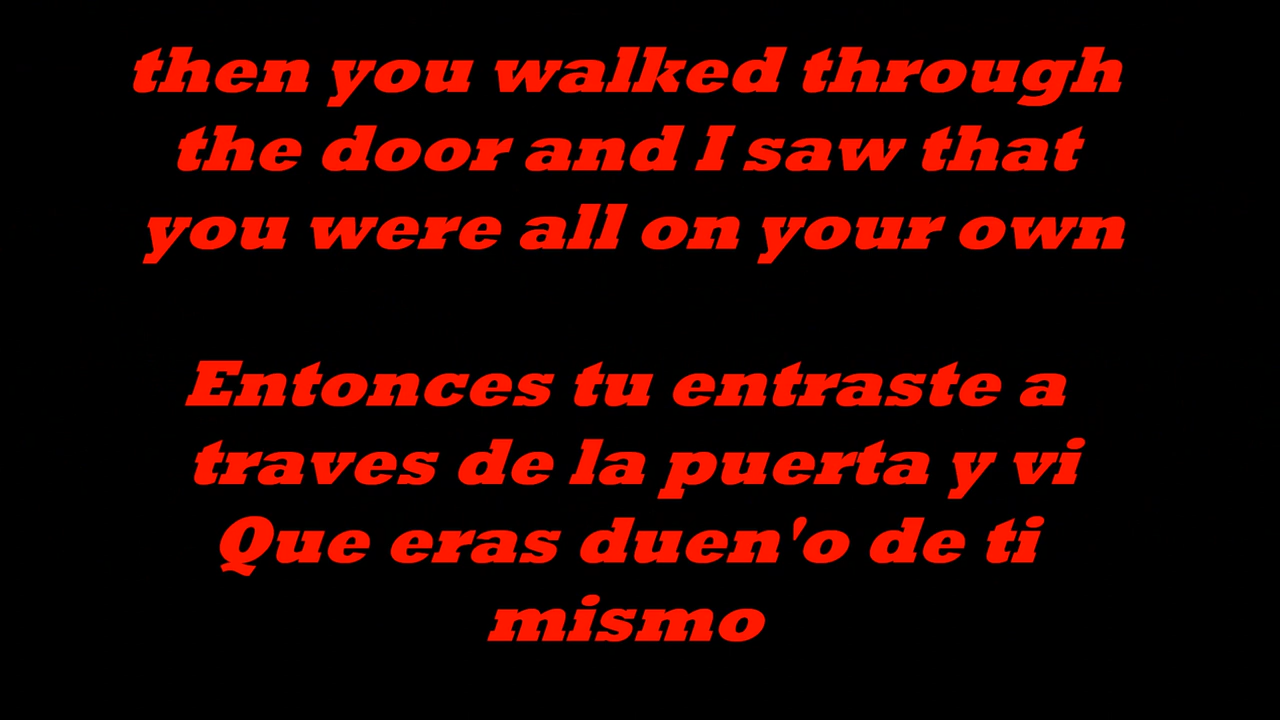 then you walked through
the door and I saw that
you were all on your own
Entonces tu entraste a
traves de la puerta y vi
Que eras duen'o de ti
mismo